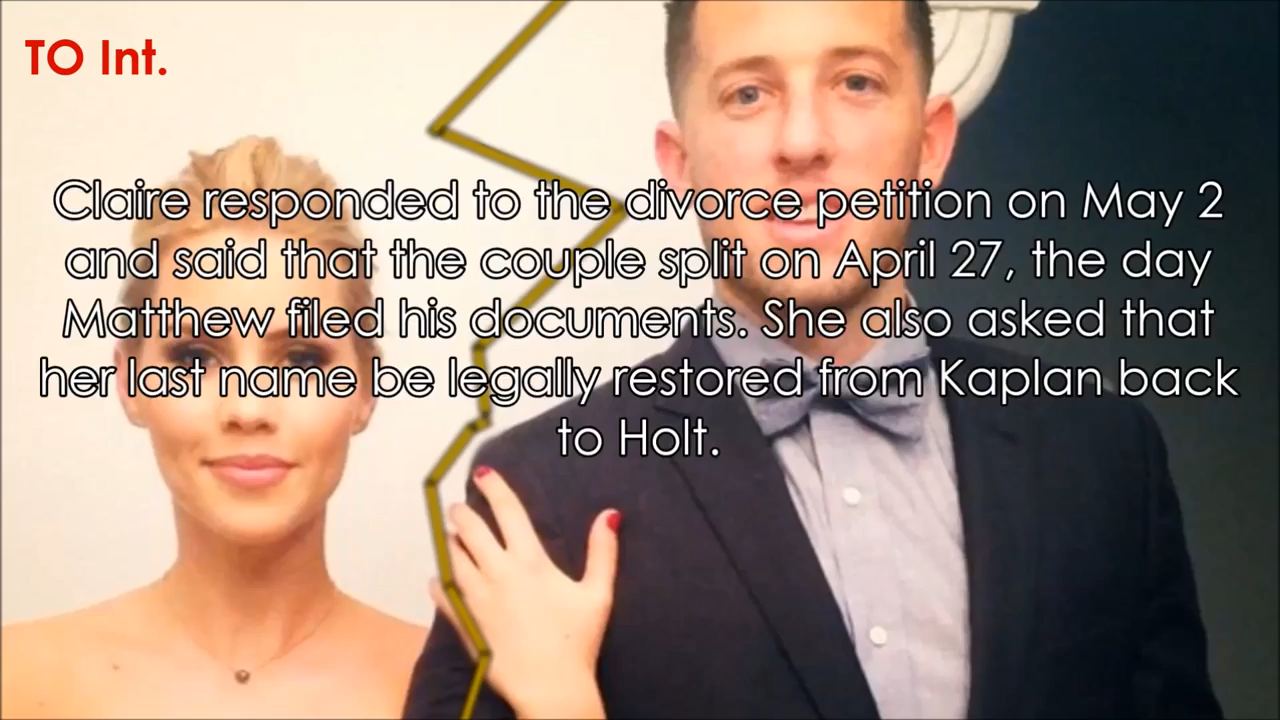 TO Int.
Claire responded to the divorce petition on May 2
and said that the couple split on April 27, the day
Matthew filed his documents. She also asked that
her last name be legally restored from Kaplan back
to Holt.